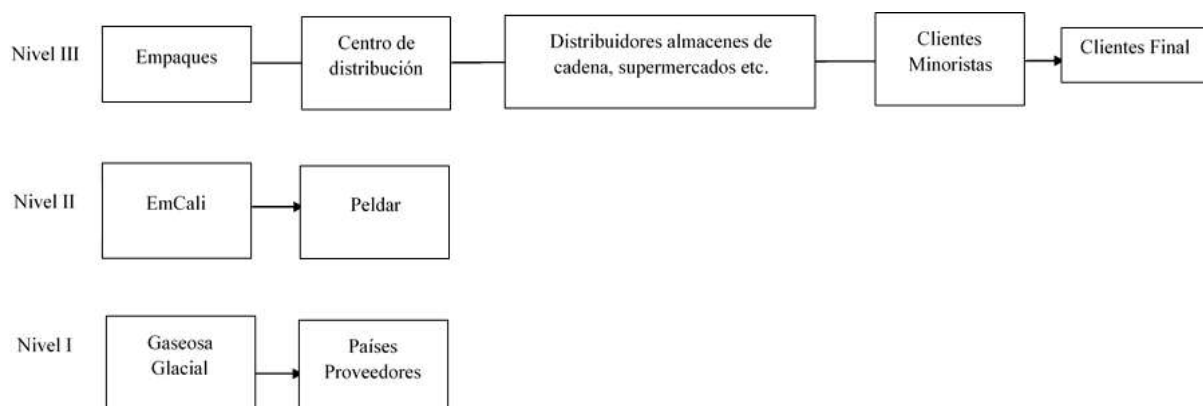 Nivel III
Empaques
Centro de
distribución
Distribuidores almacenes de
cadena, supermercados etc.
Clientes
Minoristas
Clientes Final
Nivel II
EmCali
Peldar
Nivel I
Gaseosa
Glacial
Países
Proveedores